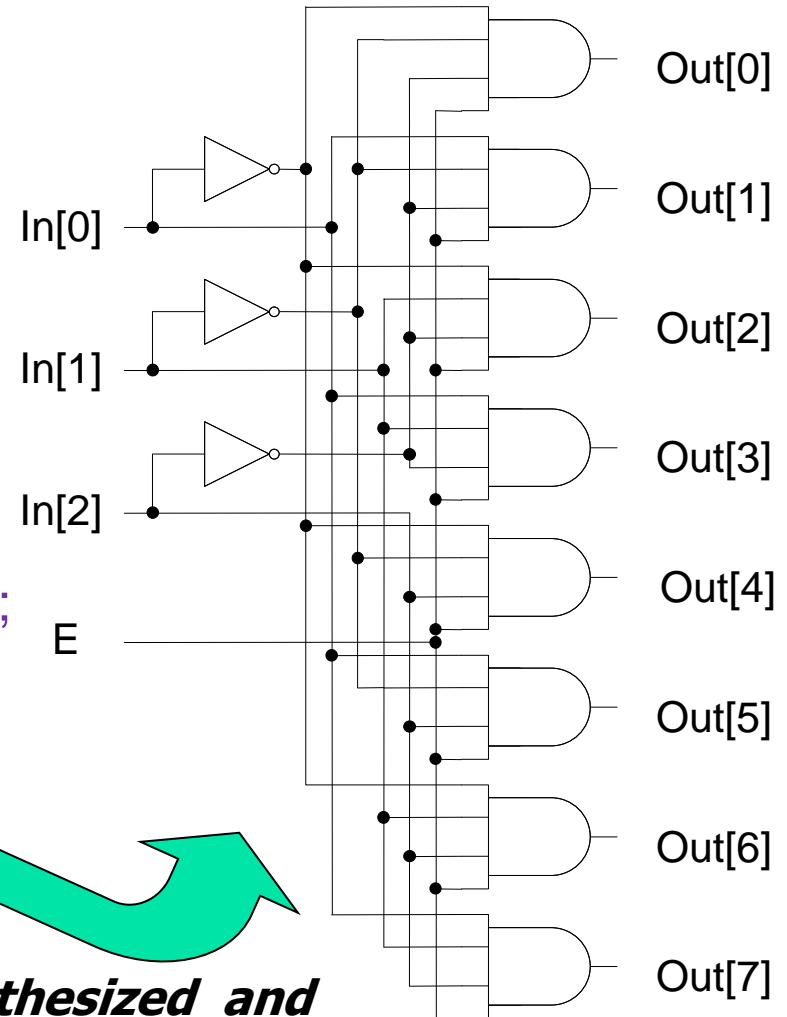 Out[0]
Out[1]
In[0]
Out[2]
In[1]
Out[3]
In[2]
Out[4]
;
E
Out[5]
Out[6]
Out[7]
and